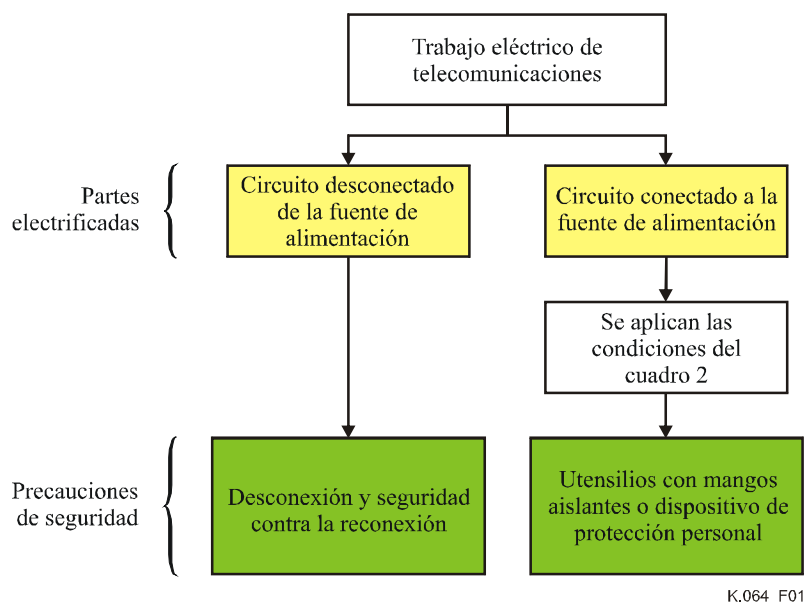 Trabajo eléctrico de
telecomunicaciones
Partes
electrificadas
Circuito desconectado
de la fuente de
alimentación
Circuito conectado a la
fuente de alimentación
Se aplican las
condiciones del
cuadro 2
Precauciones
de seguridad
Desconexión y seguridad
contra la reconexión
Utensilios con mangos
aislantes o dispositivo de
protección personal
K.064_F01